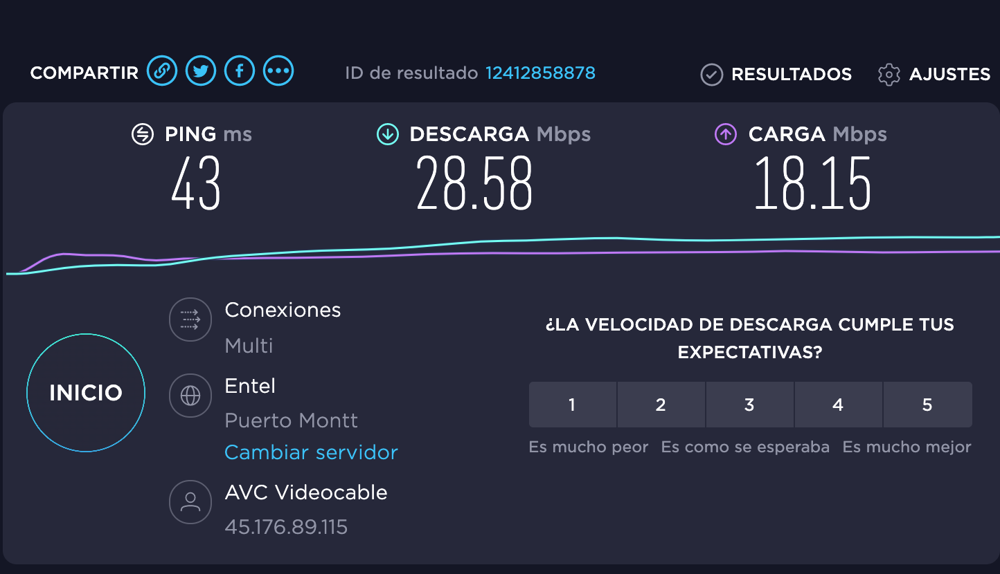 COMPARTIR ID de resultado 12412858878 RESULTADOS AJUSTES
PING ms DESCARGA Mbps CARGA Mbps
43 28.58 18.15
Conexiones
Multi
INICIO
Entel
Puerto Montt
Cambiar servidor
AVC Videocable
45.176.89.115
¿LA VELOCIDAD DE DESCARGA CUMPLE TUS
EXPECTATIVAS?
1 2 3 4 5
Es mucho peor Es como se esperaba Es mucho mejor